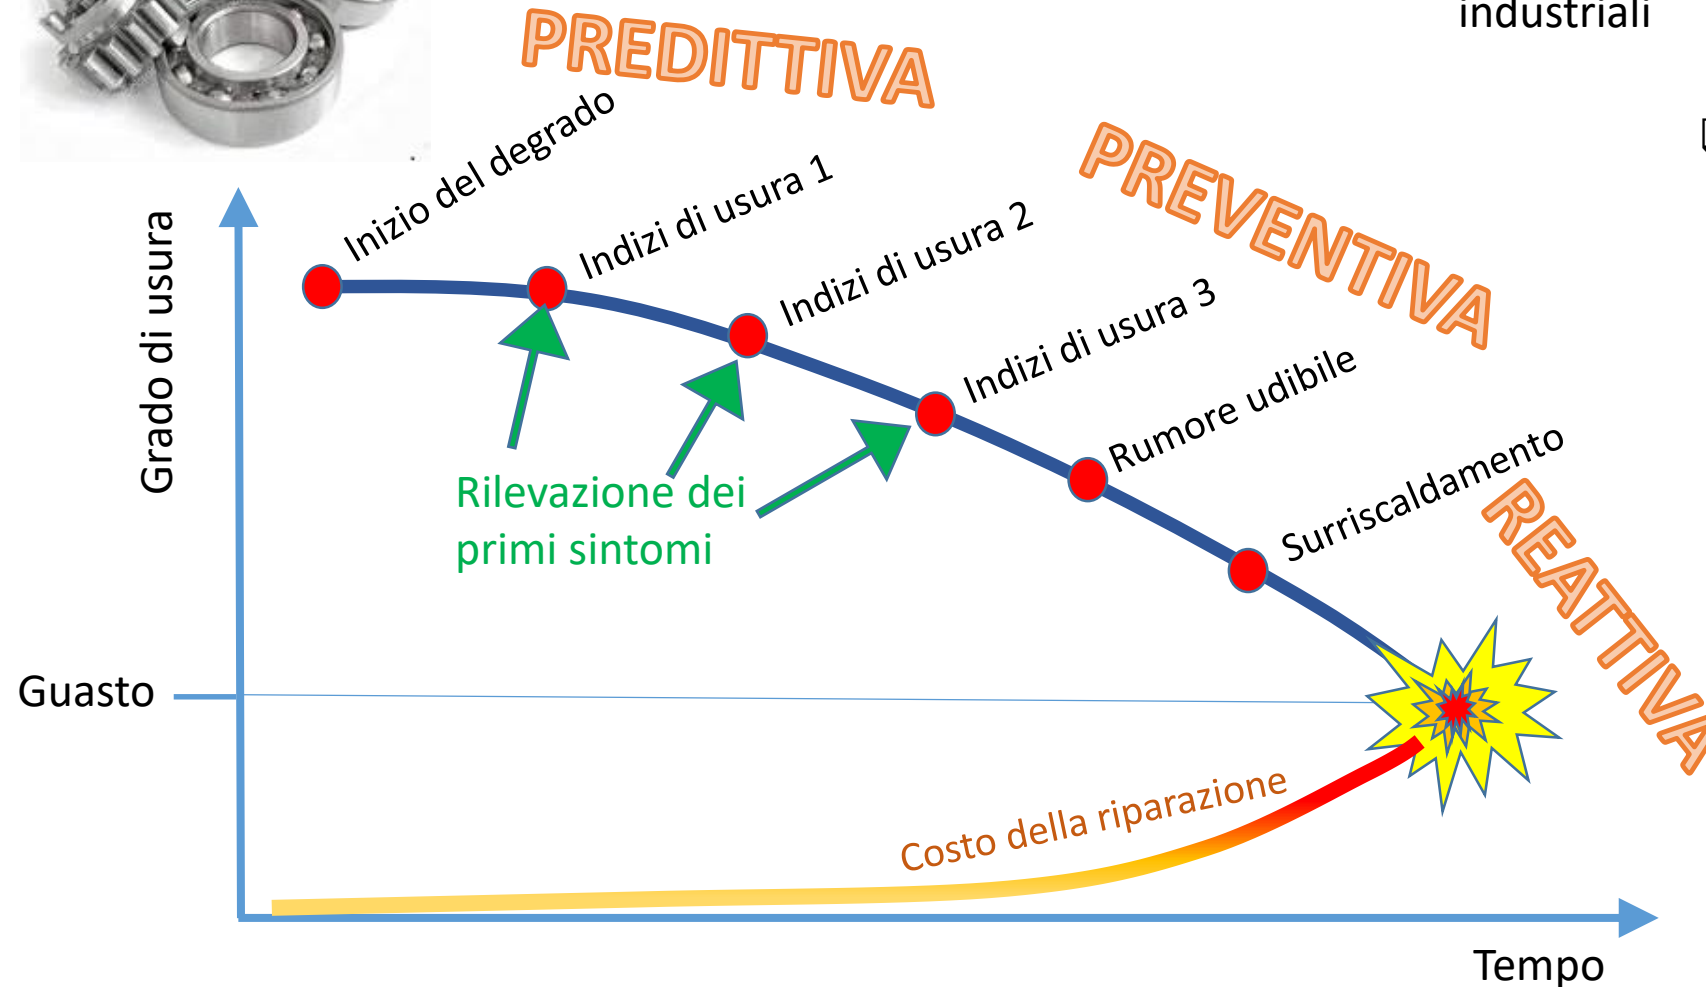 industriali
PREDITTIVA
PREVENTIVA
REATTIVA
Inizio del degrado
Indizi di usura 1
Indizi di usura 2
Indizi di usura 3
Rumore udibile
Surriscaldamento
Grado di usura
Rilevazione dei
primi sintomi
Guasto
Costo della riparazione
Tempo